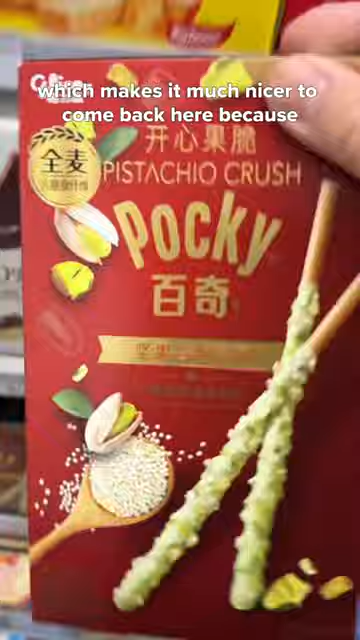 which makes it much nicer to
come back here because
开心果脆
PISTACHIO CRUSH
全麦
Pocky
百奇